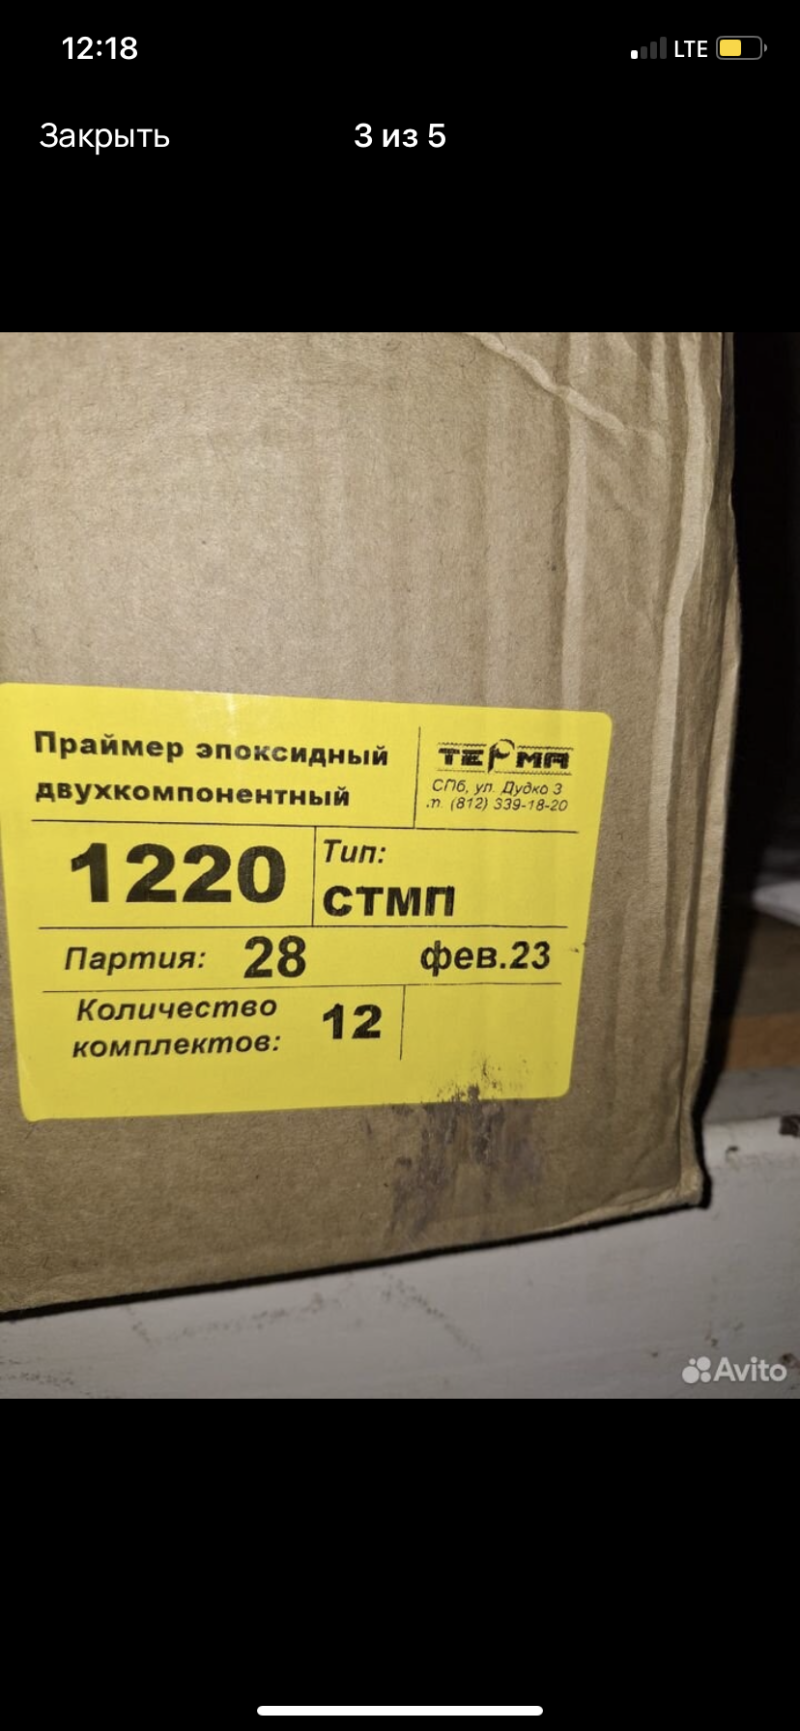 12:18
LTE
Закрыть
3 из 5
Праймер эпоксидный
двухкомпонентный
ТЕРМА
СПб, ул. Дудко 3
.т. (812) 339-18-20
1220
Тип:
СТМП
Партия: 28
фев.23
Количество
комплектов:
12
Avito